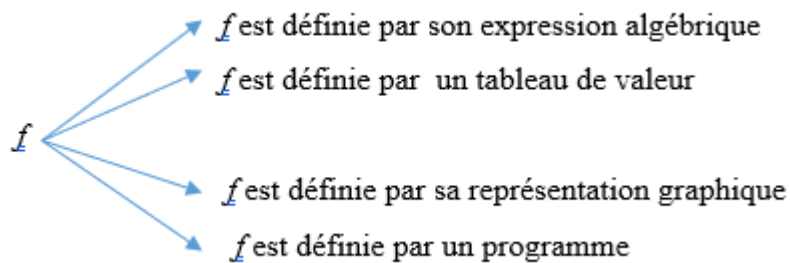 f est définie par son expression algébrique
f est définie par un tableau de valeur
f
f est définie par sa représentation graphique
f est définie par un programme